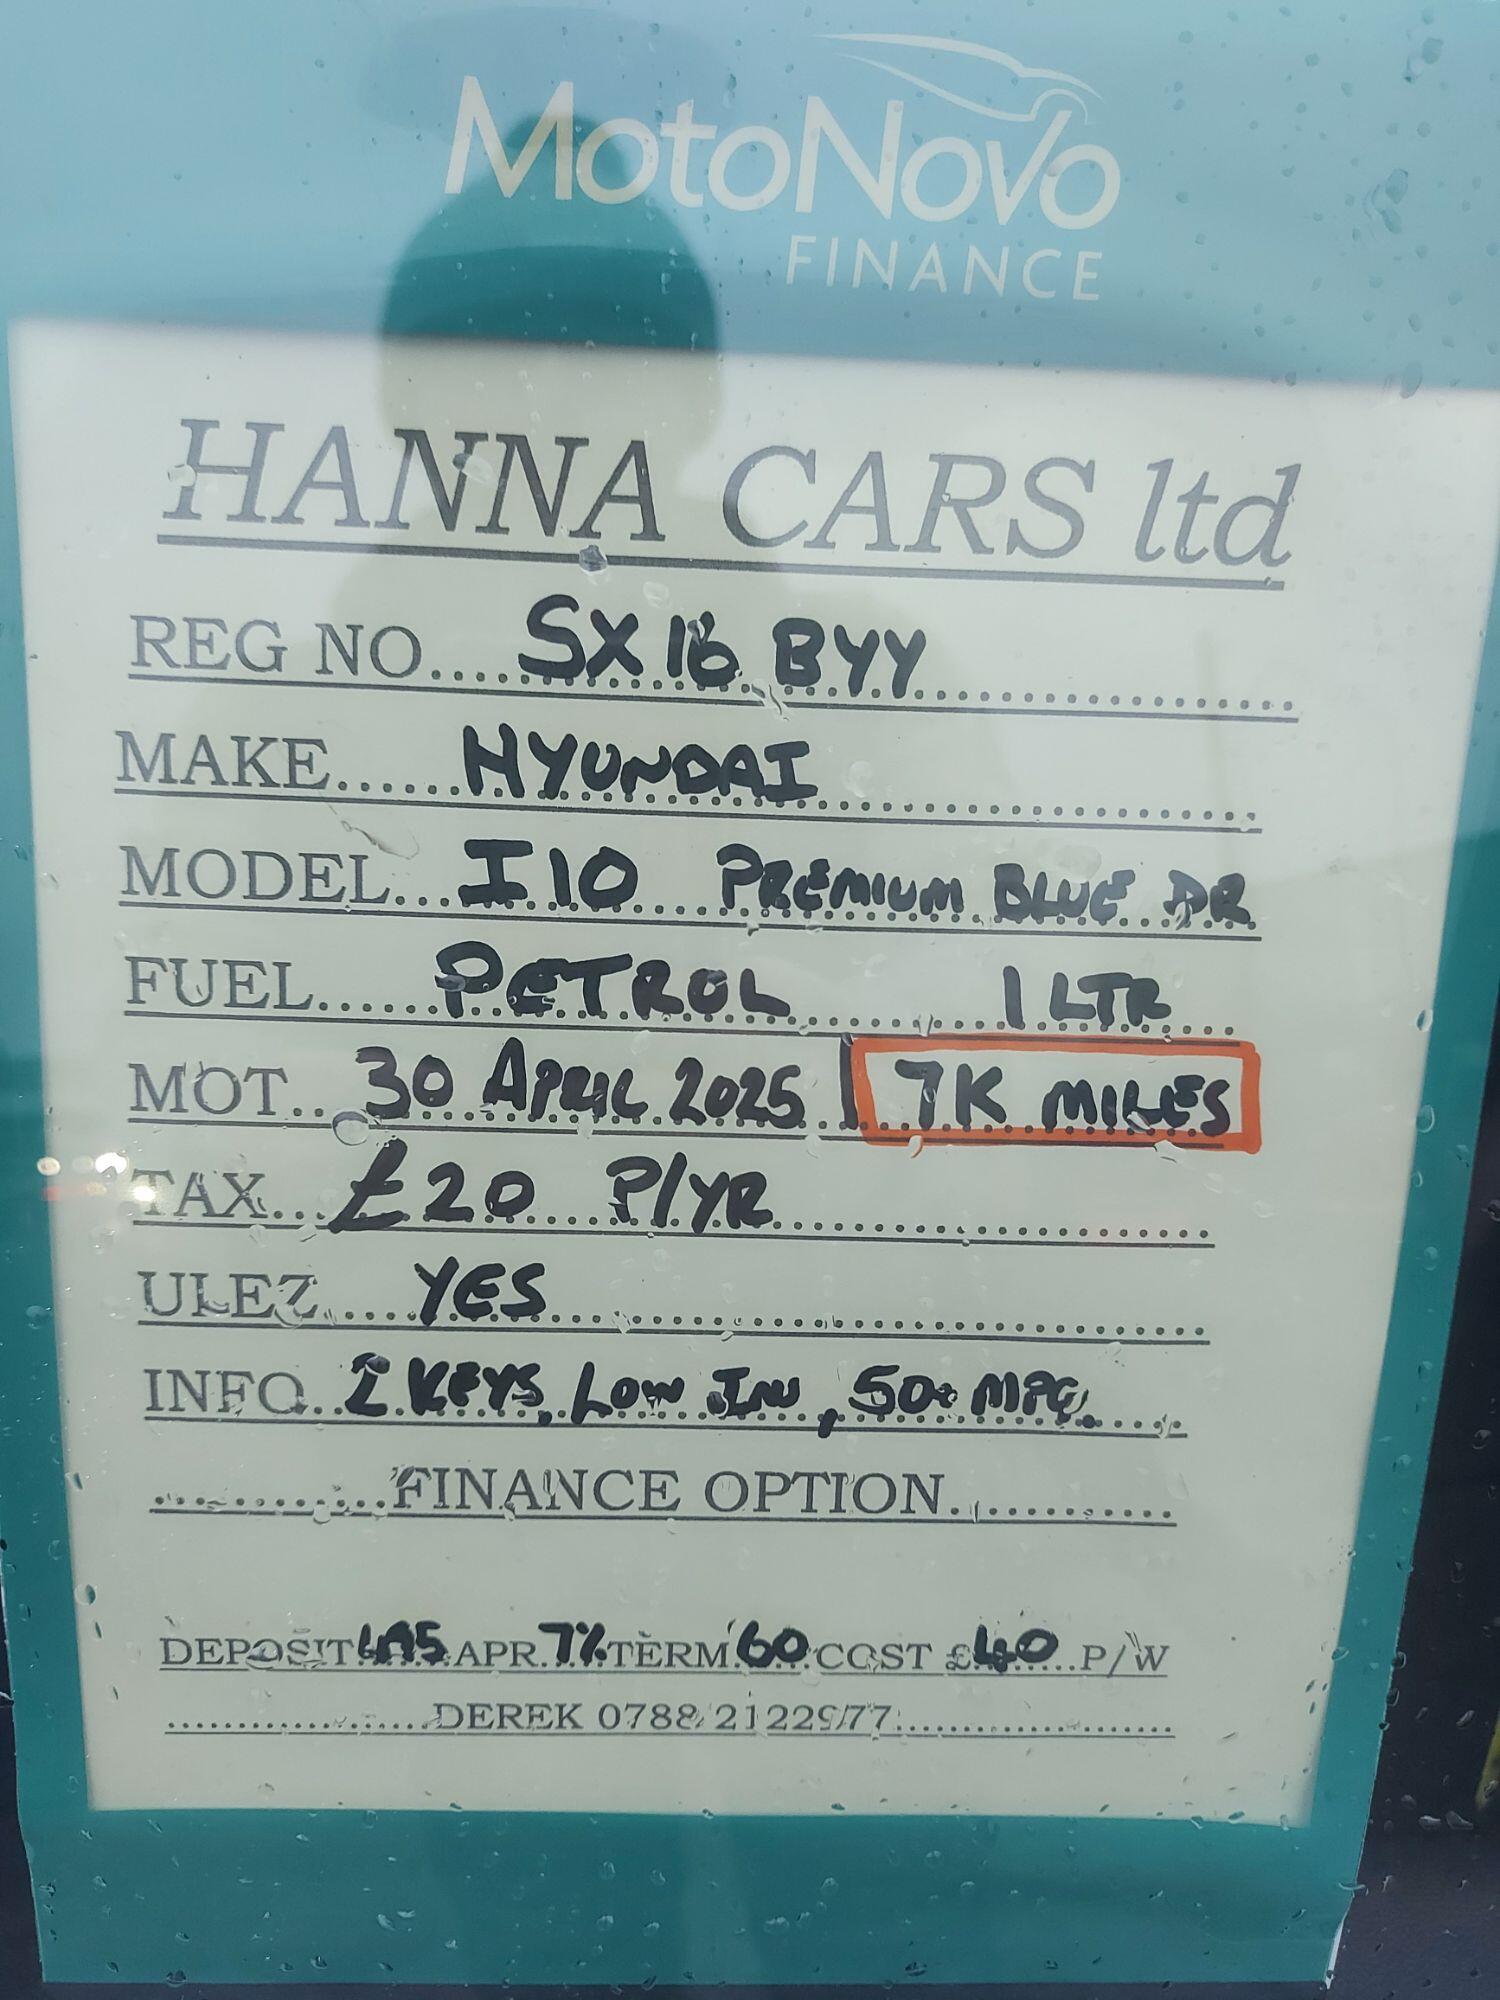 MOTONOVO
FINANCE
HANNA CARS ltd
REG NO.... SX16 BYY
MAKE...... HYUNDAI
MODEL... I10 PREMIUM BLUE DR
FUEL...... PETROL 1 LTR
MOT... 30 APRIL 2025 | 7K MILES
TAX... £20 P/YR
ULEZ.... YES
INFO.. 2 KEYS, LOW IN, 50+ MPG.
FINANCE OPTION
DEPOSIT APR 7% TERM 60 COST £40 P/W
DEREK 0788 2122977